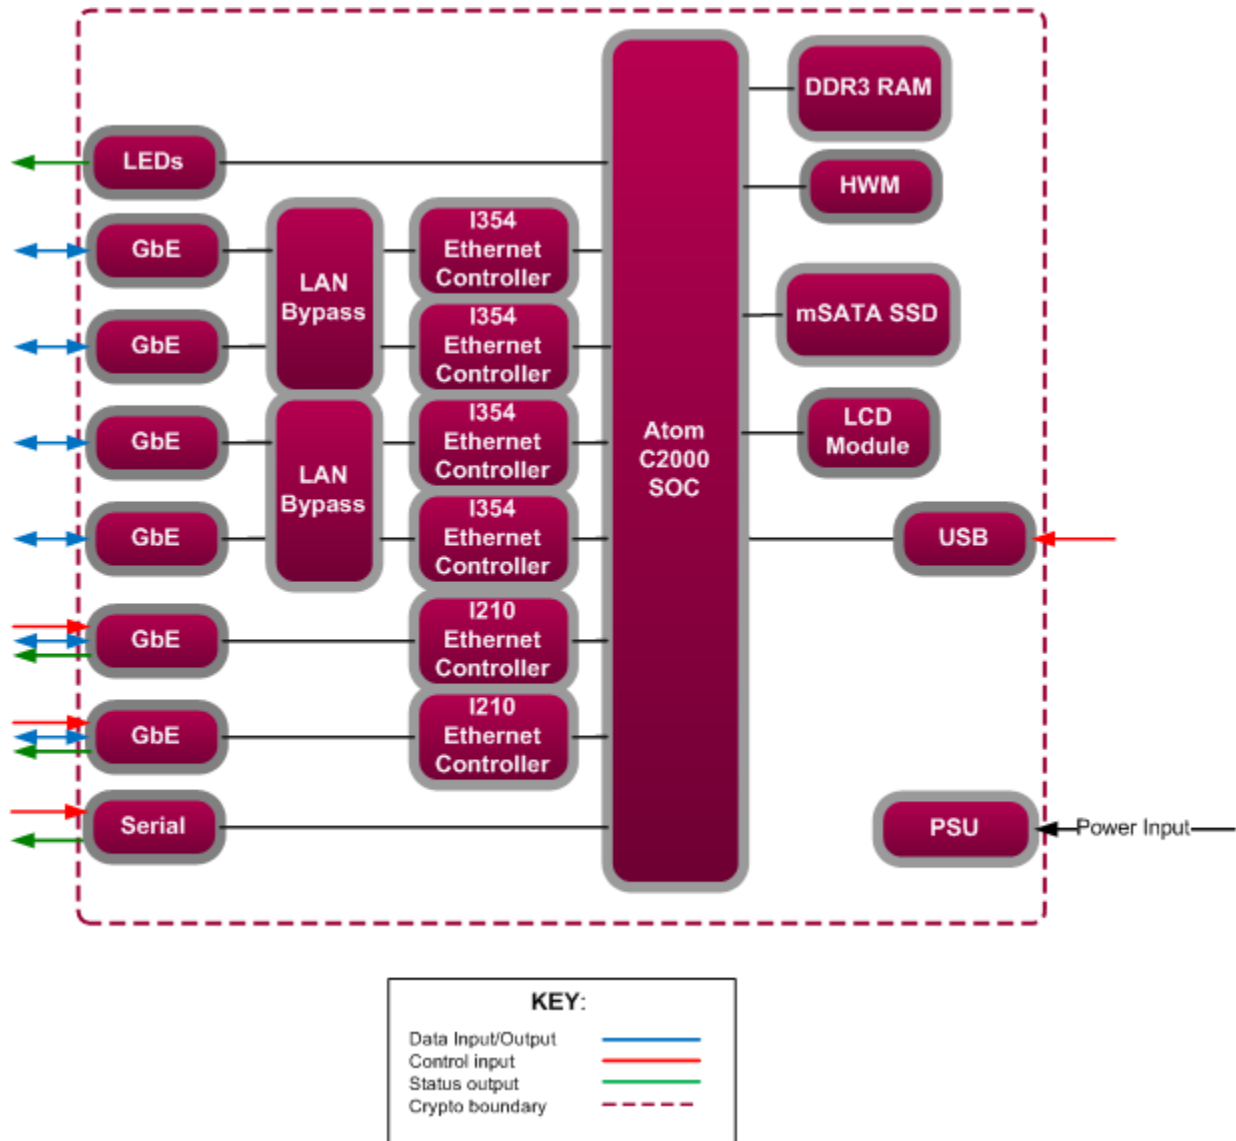 DDR3 RAM
LEDs
HWM
GbE
LAN
Bypass
I354
Ethernet
Controller
GbE
I354
Ethernet
Controller
mSATA SSD
GbE
LAN
Bypass
I354
Ethernet
Controller
Atom
C2000
SOC
LCD
Module
GbE
I354
Ethernet
Controller
USB
GbE
I210
Ethernet
Controller
GbE
I210
Ethernet
Controller
Serial
PSU
Power Input
KEY:
Data Input/Output
Control input
Status output
Crypto boundary